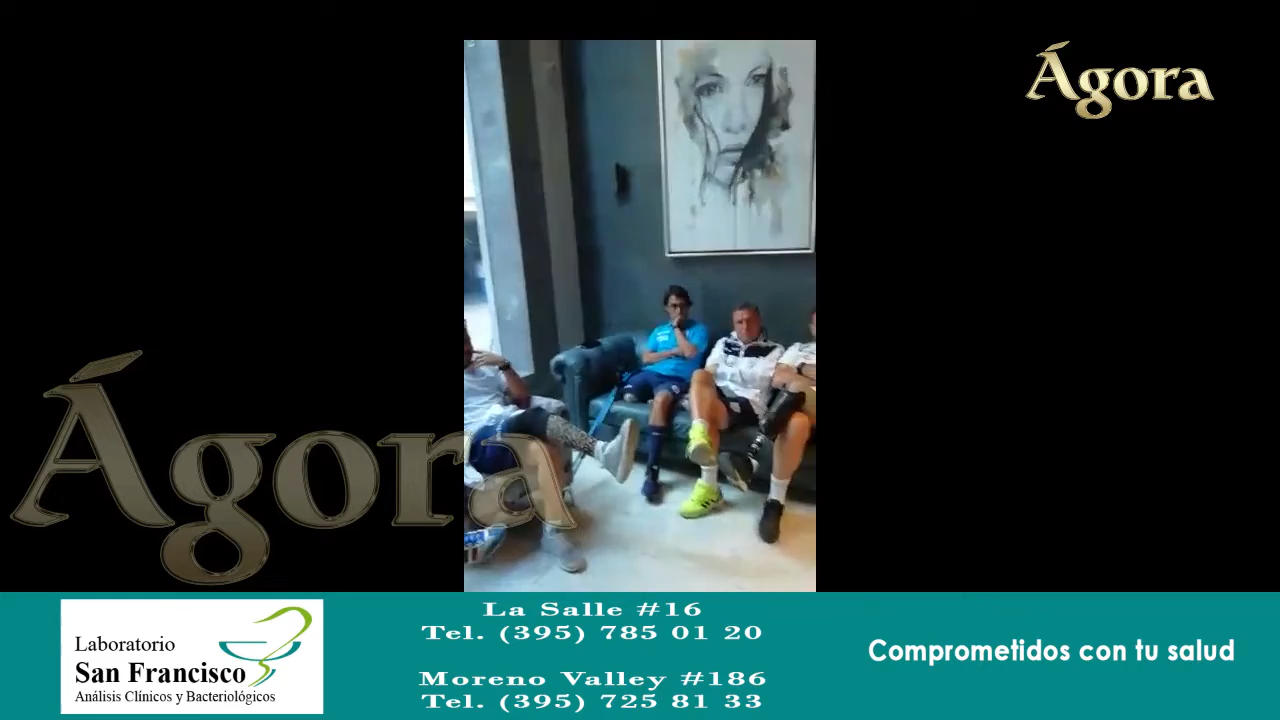 Ágora
Ágora
Laboratorio
San Francisco
Análisis Clínicos y Bacteriológicos
La Salle #16
Tel. (395) 785 01 20
Moreno Valley #186
Tel. (395) 725 81 33
Comprometidos con tu salud